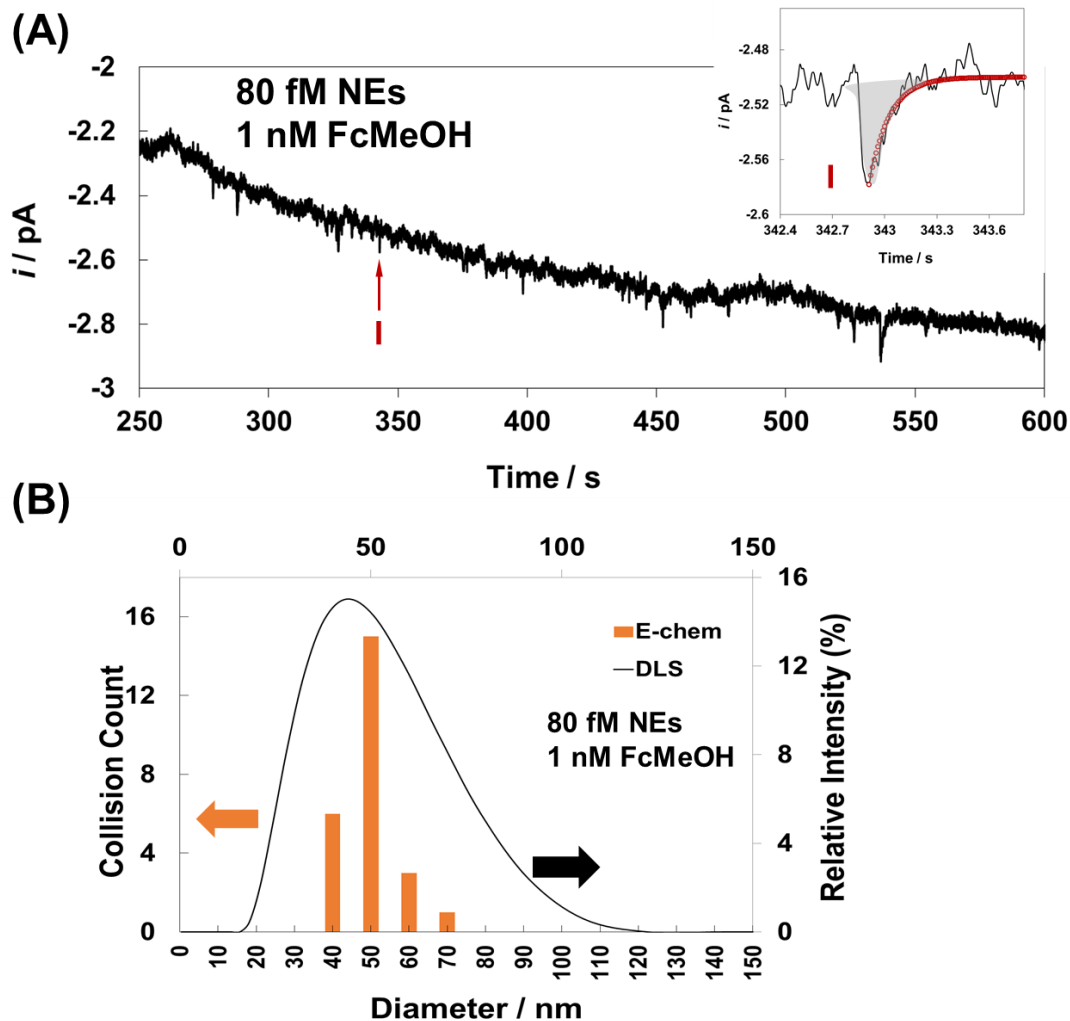 (A)
80 fM NEs
1 nM FcMeOH
i / pA
-2
-2.2
-2.4
-2.6
-2.8
-3
250 300 350 400 450 500 550 600
Time / s
I
i / pA
-2.48
-2.52
-2.56
-2.6
342.4 342.7 343 343.3 343.6
Time / s
I
(B)
0 50 100 150
Collision Count
16
12
8
4
0
E-chem
DLS
80 fM NEs
1 nM FcMeOH
16
12
8
4
0
Relative Intensity (%)
0 10 20 30 40 50 60 70 80 90 100 110 120 130 140 150
Diameter / nm